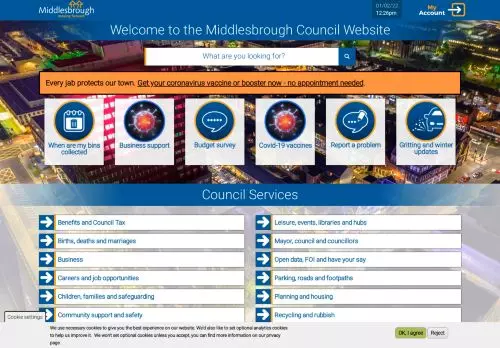 Middlesbrough
moving forward
01/02/22
12:26pm
My
Account
Welcome to the Middlesbrough Council Website
What are you looking for?
Every jab protects our town. Get your coronavirus vaccine or booster now - no appointment needed.
When are my bins
collected
Business support
Budget survey
Covid-19 vaccines
Report a problem
Gritting and winter
updates
Council Services
Benefits and Council Tax
Leisure, events, libraries and hubs
Births, deaths and marriages
Mayor, council and councillors
Business
Open data, FOI and have your say
Careers and job opportunities
Parking, roads and footpaths
Children, families and safeguarding
Planning and housing
Community support and safety
Recycling and rubbish
Cookie settings
We use necessary cookies to give you the best experience on our website. We'd also like to set optional analytics cookies
to help us improve it. We won't set optional cookies unless you accept, you can find more information on our privacy
page
OK, I agree
Reject